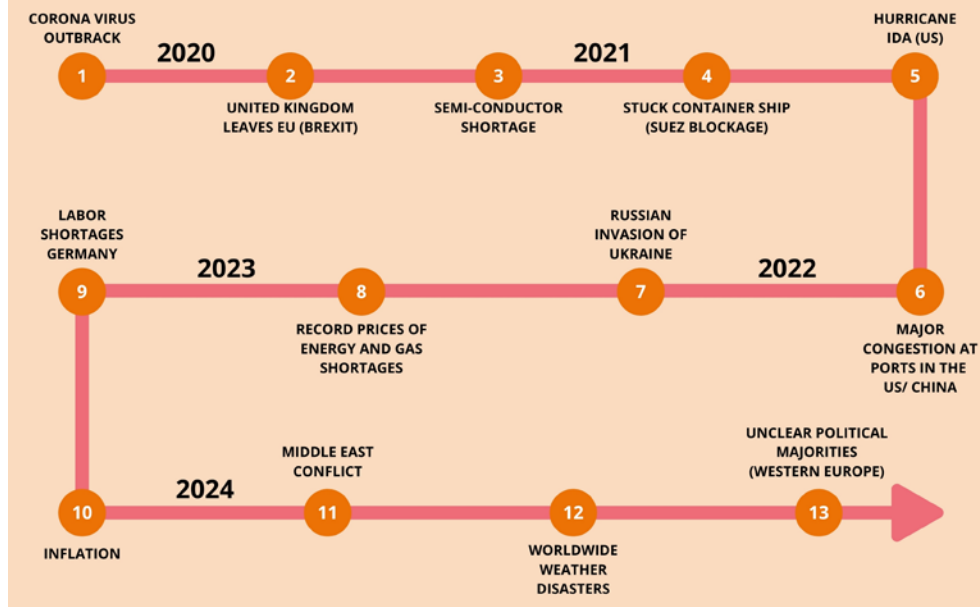 CORONA VIRUS
OUTBRACK
1
2020
2
UNITED KINGDOM
LEAVES EU (BREXIT)
3
SEMI-CONDUCTOR
SHORTAGE
2021
4
STUCK CONTAINER SHIP
(SUEZ BLOCKAGE)
HURRICANE
IDA (US)
5
6
MAJOR
CONGESTION AT
PORTS IN THE
US/ CHINA
2022
RUSSIAN
INVASION OF
UKRAINE
7
8
RECORD PRICES OF
ENERGY AND GAS
SHORTAGES
2023
LABOR
SHORTAGES
GERMANY
9
10
INFLATION
2024
MIDDLE EAST
CONFLICT
11
12
WORLDWIDE
WEATHER
DISASTERS
UNCLEAR POLITICAL
MAJORITIES
(WESTERN EUROPE)
13